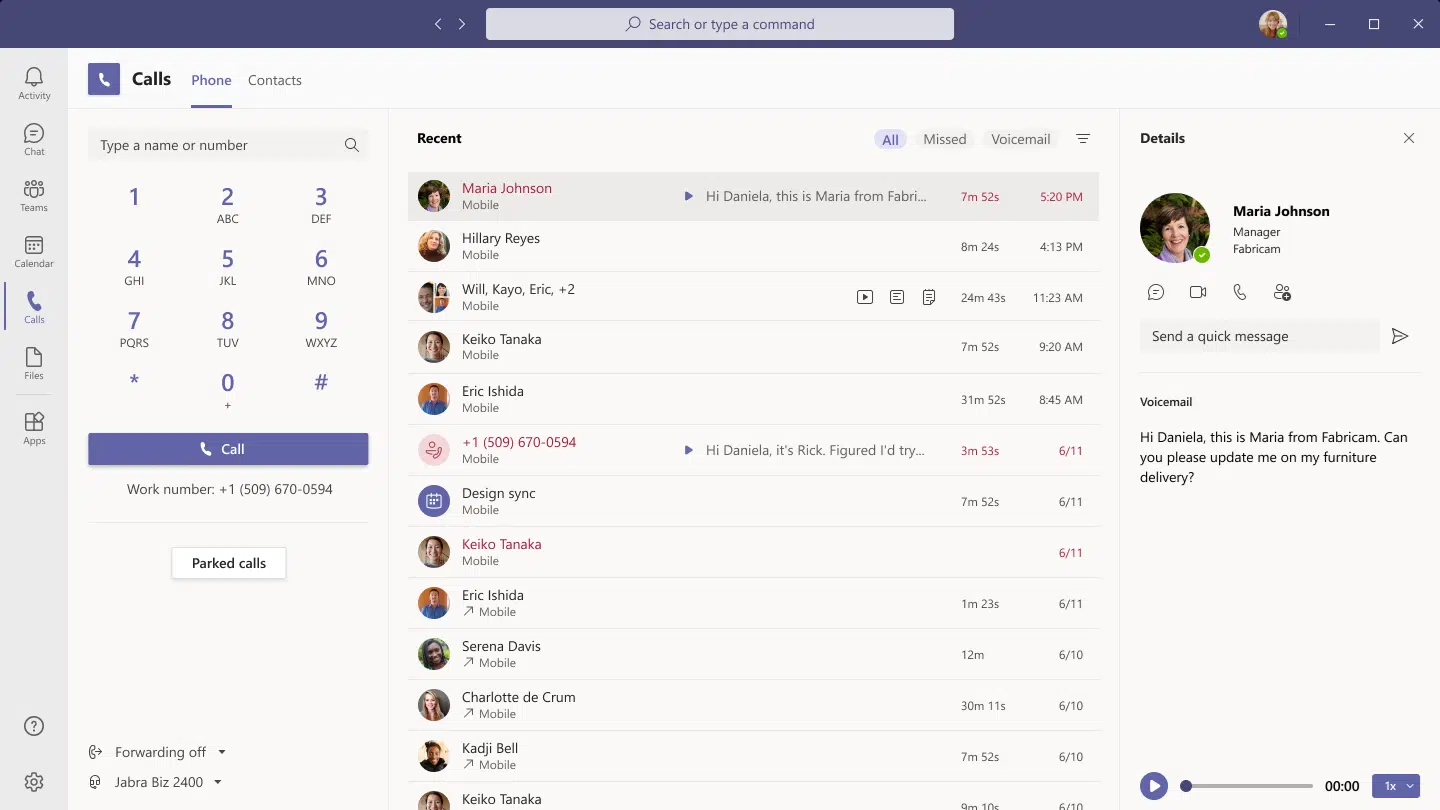 Search or type a command
Activity
Chat
Teams
Calendar
Calls
Files
Apps
Calls Phone Contacts
Type a name or number
1 2 3
ABC DEF
4 5 6
GHI JKL MNO
7 8 9
PQRS TUV WXYZ
* 0 #
+
Call
Work number: +1 (509) 670-0594
Parked calls
Forwarding off
Jabra Biz 2400
Recent All Missed Voicemail
Maria Johnson
Mobile
Hi Daniela, this is Maria from Fabri... 7m 52s 5:20 PM
Hillary Reyes
Mobile
8m 24s 4:13 PM
Will, Kayo, Eric, +2
Mobile
24m 43s 11:23 AM
Keiko Tanaka
Mobile
7m 52s 9:20 AM
Eric Ishida
Mobile
31m 52s 8:45 AM
+1 (509) 670-0594
Mobile
Hi Daniela, it's Rick. Figured I'd try... 3m 53s 6/11
Design sync
Mobile
7m 52s 6/11
Keiko Tanaka
Mobile
6/11
Eric Ishida
Mobile
1m 23s 6/11
Serena Davis
Mobile
12m 6/10
Charlotte de Crum
Mobile
30m 11s 6/10
Kadji Bell
Mobile
7m 52s 6/10
Keiko Tanaka
9m 10s 6/10
Details
Maria Johnson
Manager
Fabricam
Send a quick message
Voicemail
Hi Daniela, this is Maria from Fabricam. Can
you please update me on my furniture
delivery?
00:00 1x